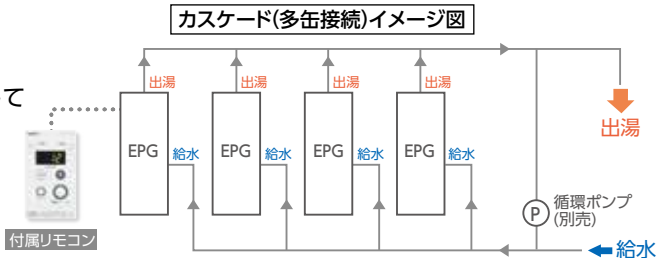 カスケード(多缶接続)イメージ図
て
出湯
出湯
出湯
出湯
出湯
EPG
給水
EPG
給水
EPG
給水
EPG
給水
循環ポンプ
(別売)
P
付属リモコン
給水